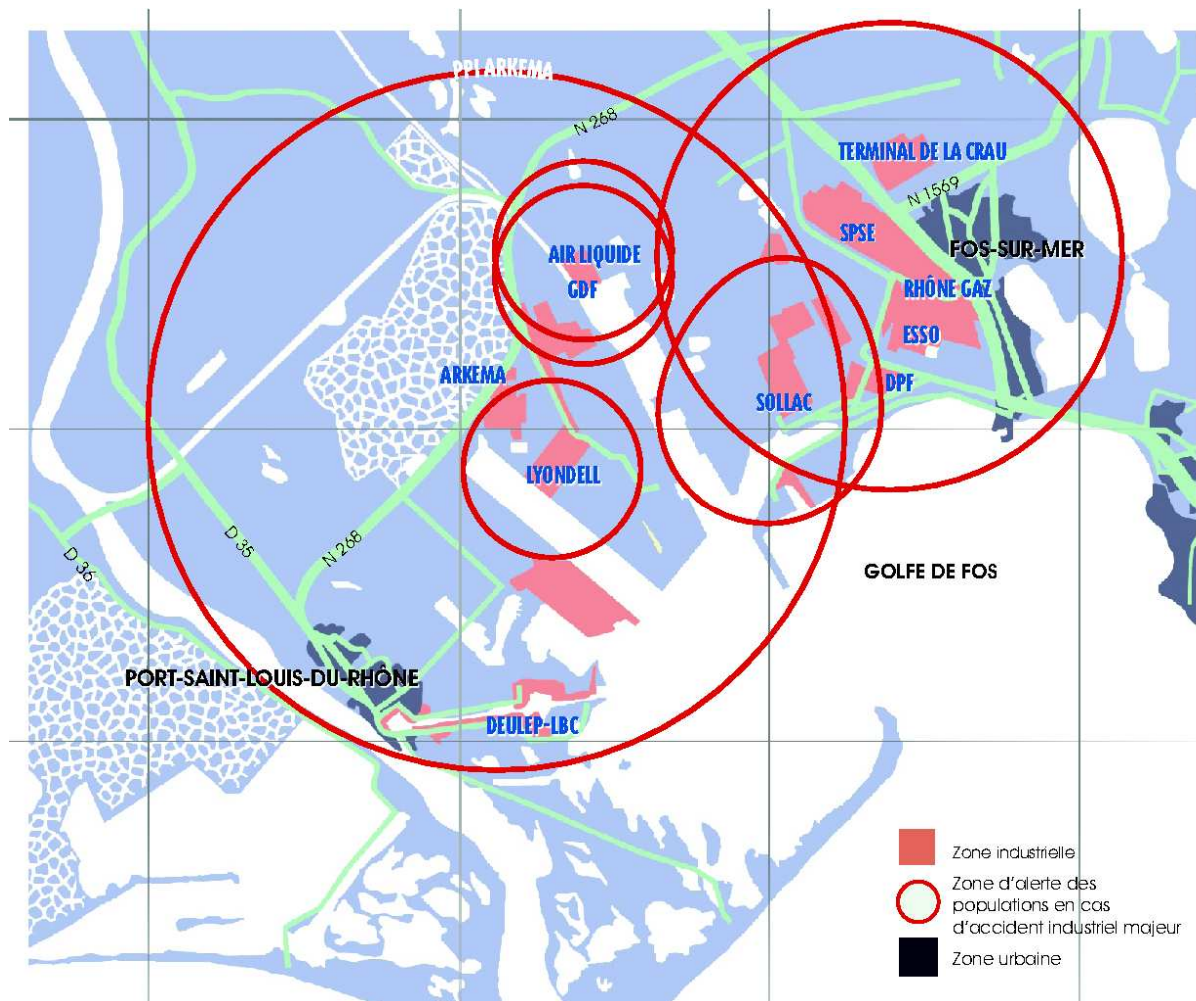 PPI ARKEMA
N 268
TERMINAL DE LA CRAU
N 1569
SPSE
FOS-SUR-MER
AIR LIQUIDE
GDF
RHÔNE GAZ
ESSO
ARKEMA
DPF
SOLLAC
LYONDELL
D 35
N 268
D 36
GOLFE DE FOS
PORT-SAINT-LOUIS-DU-RHÔNE
DEULEP-LBC
Zone industrielle
Zone d'alerte des
populations en cas
d'accident industriel majeur
Zone urbaine